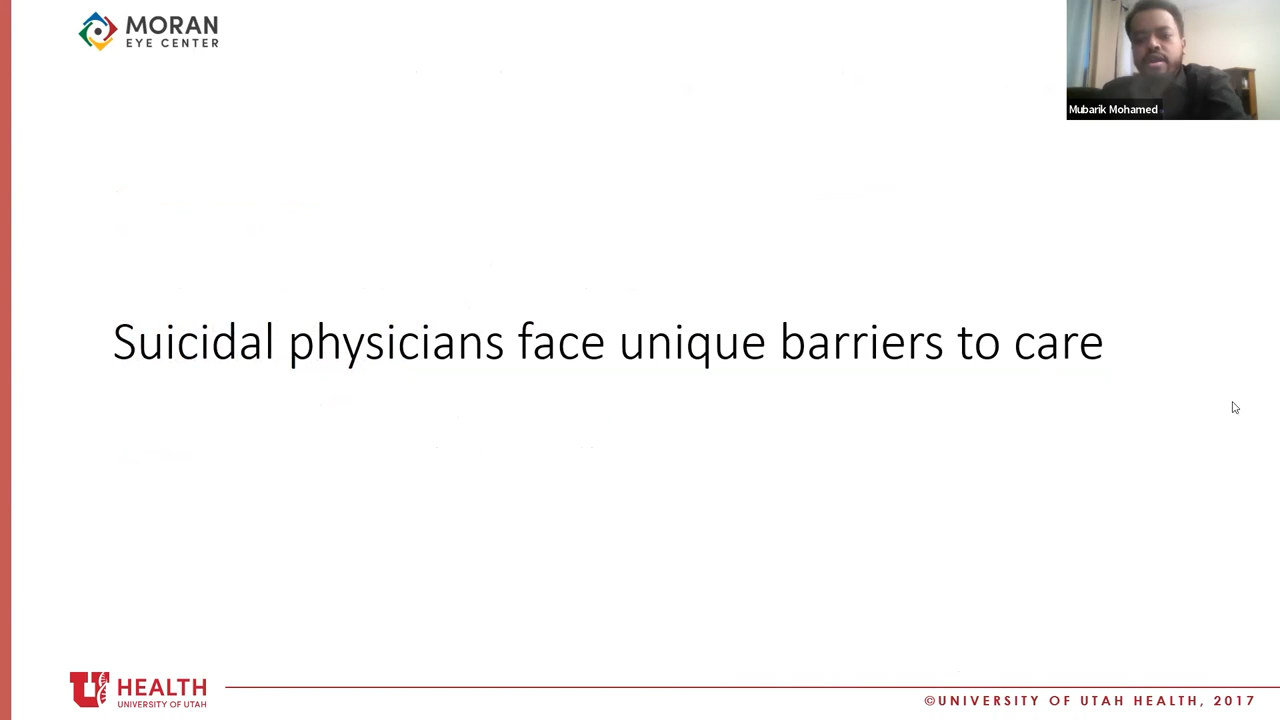 MORAN
EYE CENTER
Mubarik Mohamed
Suicidal physicians face unique barriers to care
U HEALTH
UNIVERSITY OF UTAH
©UNIVERSITY OF UTAH HEALTH, 2017